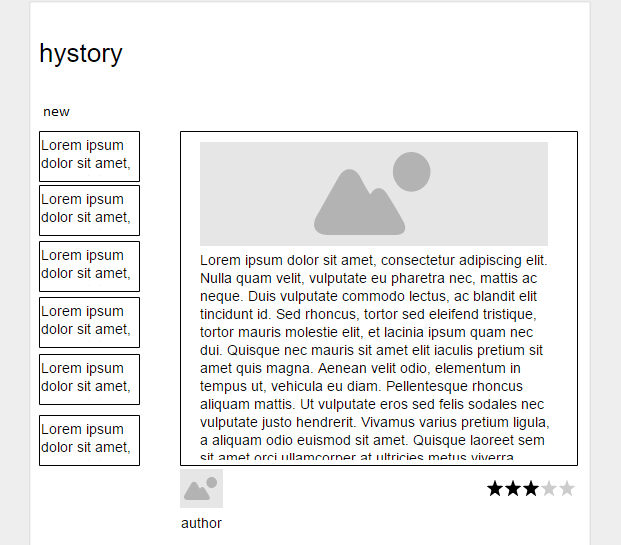 hystory
new
Lorem ipsum
dolor sit amet,
Lorem ipsum
dolor sit amet,
Lorem ipsum
dolor sit amet,
Lorem ipsum
dolor sit amet,
Lorem ipsum
dolor sit amet,
Lorem ipsum
dolor sit amet,
Lorem ipsum dolor sit amet, consectetur adipiscing elit.
Nulla quam velit, vulputate eu pharetra nec, mattis ac
neque. Duis vulputate commodo lectus, ac blandit elit
tincidunt id. Sed rhoncus, tortor sed eleifend tristique,
tortor mauris molestie elit, et lacinia ipsum quam nec
dui. Quisque nec mauris sit amet elit iaculis pretium sit
amet quis magna. Aenean velit odio, elementum in
tempus ut, vehicula eu diam. Pellentesque rhoncus
aliquam mattis. Ut vulputate eros sed felis sodales nec
vulputate justo hendrerit. Vivamus varius pretium ligula,
a aliquam odio euismod sit amet. Quisque laoreet sem
sit amet orci ullamcorper at ultricies metus viverra
author